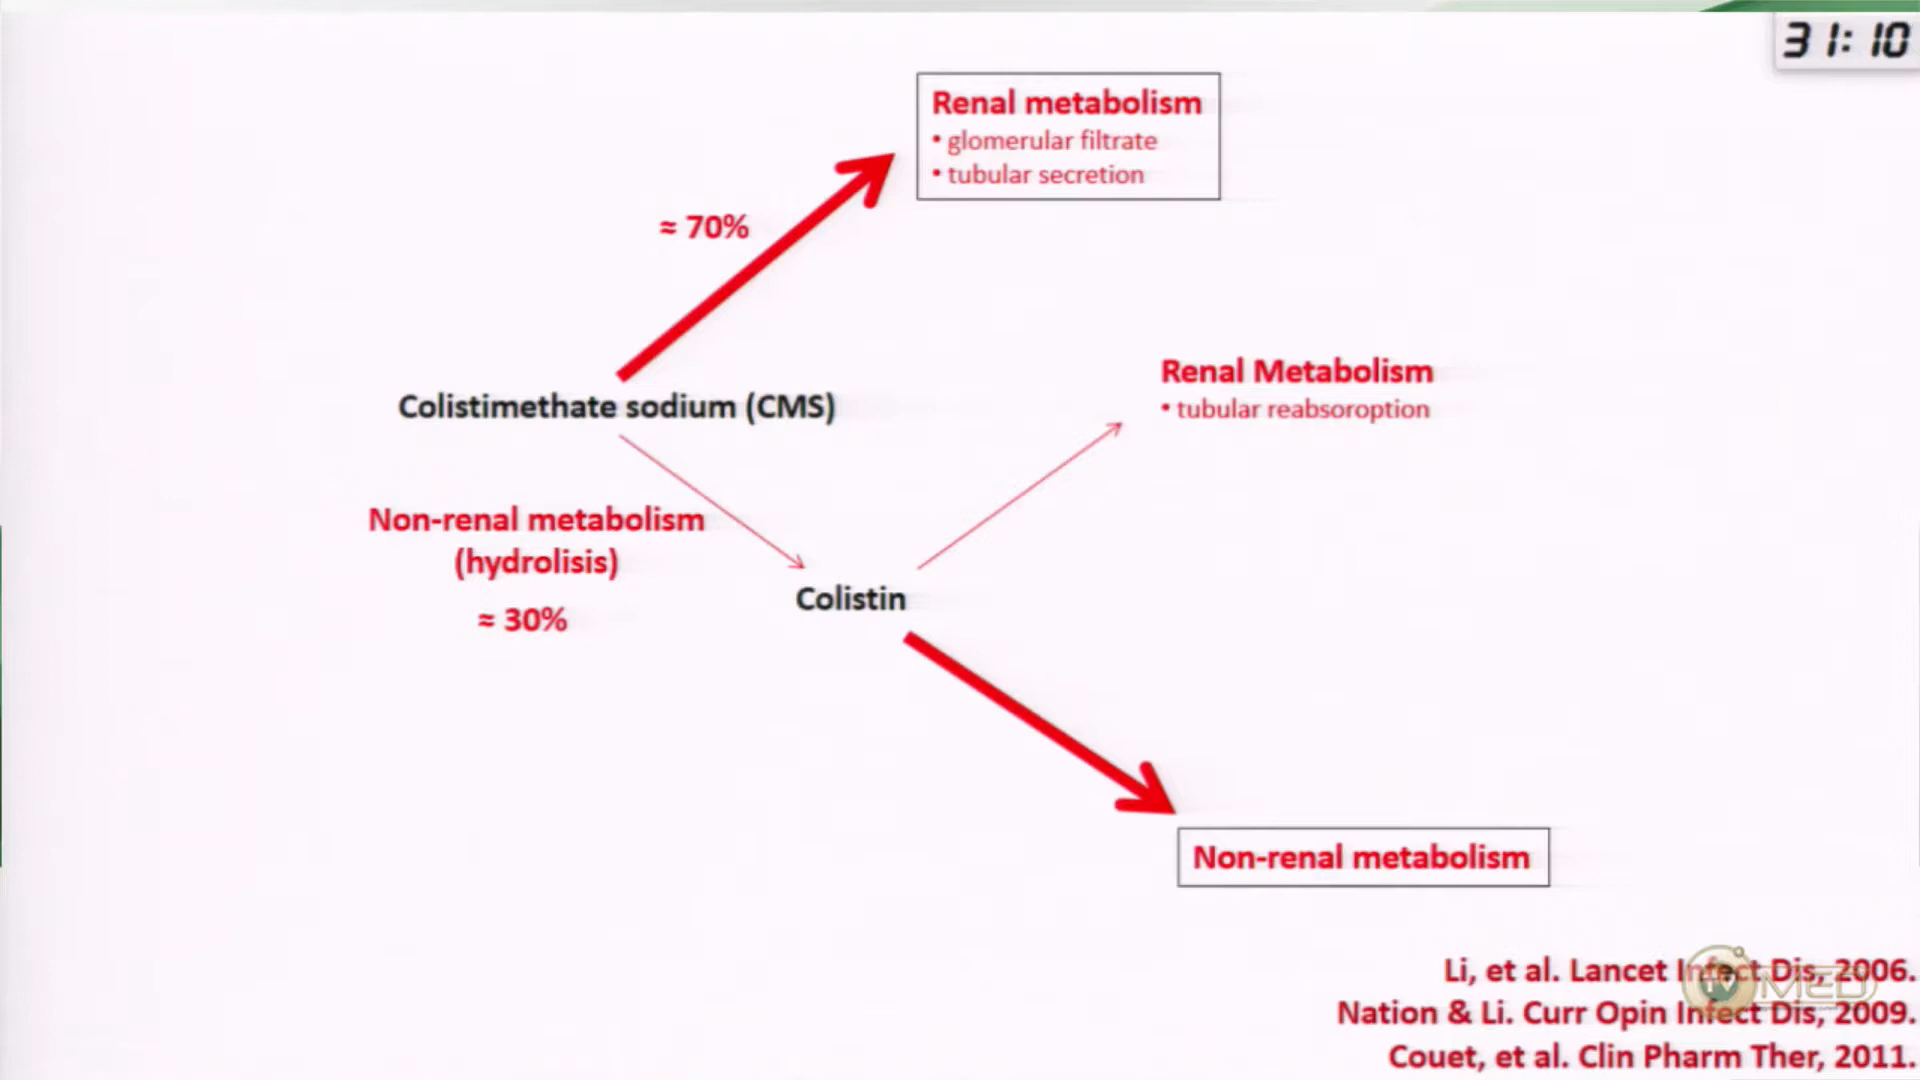 31:10
Renal metabolism
• glomerular filtrate
• tubular secretion
≈ 70%
Renal Metabolism
• tubular reabsoroption
Colistimethate sodium (CMS)
Non-renal metabolism
(hydrolisis)
≈ 30%
Colistin
Non-renal metabolism
Li, et al. Lancet Infect Dis, 2006.
Nation & Li. Curr Opin Infect Dis, 2009.
Couet, et al. Clin Pharm Ther, 2011.
TV MED